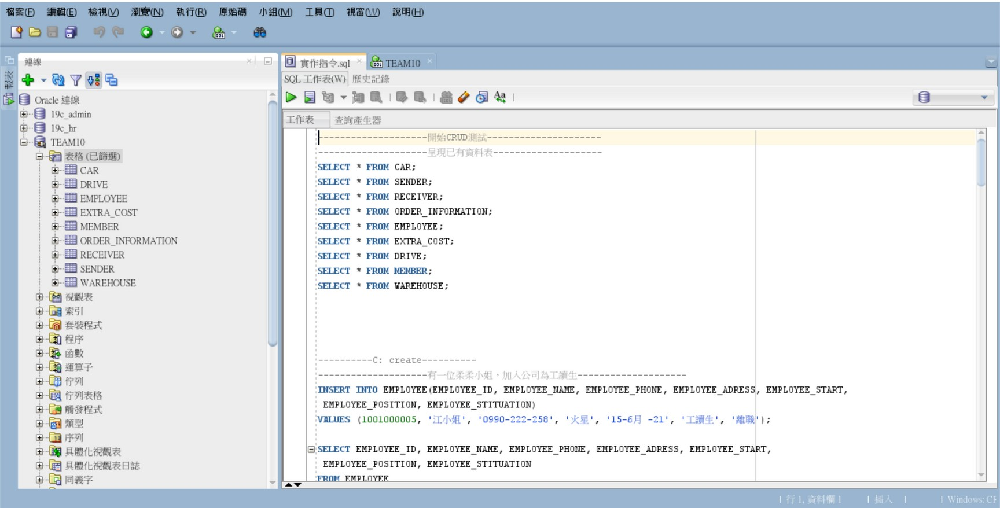 檔案(F) 編輯(E) 檢視(V) 瀏覽(N) 執行(R) 原始碼 小組(M) 工具(T) 視窗(W) 說明(H)
連線
報表
Oracle 連線
19c_admin
19c_hr
TEAM10
表格 (已篩選)
CAR
DRIVE
EMPLOYEE
EXTRA_COST
MEMBER
ORDER_INFORMATION
RECEIVER
SENDER
WAREHOUSE
視觀表
索引
套裝程式
程序
函數
運算子
佇列
佇列表格
觸發程式
類型
序列
具體化視觀表
具體化視觀表日誌
同義字
實作指令.sql TEAM10
SQL 工作表(W) 歷史記錄
工作表 查詢產生器
--------------------開始CRUD測試---------------------
--------------------呈現已有資料表--------------------
SELECT * FROM CAR;
SELECT * FROM SENDER;
SELECT * FROM RECEIVER;
SELECT * FROM ORDER_INFORMATION;
SELECT * FROM EMPLOYEE;
SELECT * FROM EXTRA_COST;
SELECT * FROM DRIVE;
SELECT * FROM MEMBER;
SELECT * FROM WAREHOUSE;
----------C: create----------
--------------------有一位柔柔小姐，加入公司為工讀生--------------------
INSERT INTO EMPLOYEE(EMPLOYEE_ID, EMPLOYEE_NAME, EMPLOYEE_PHONE, EMPLOYEE_ADRESS, EMPLOYEE_START,
EMPLOYEE_POSITION, EMPLOYEE_STITUATION)
VALUES (1001000005, '江小姐', '0990-222-258', '火星', '15-6月 -21', '工讀生', '離職');
SELECT EMPLOYEE_ID, EMPLOYEE_NAME, EMPLOYEE_PHONE, EMPLOYEE_ADRESS, EMPLOYEE_START,
EMPLOYEE_POSITION, EMPLOYEE_STITUATION
FROM EMPLOYEE
行 1, 資料欄 1 插入 Windows: CF